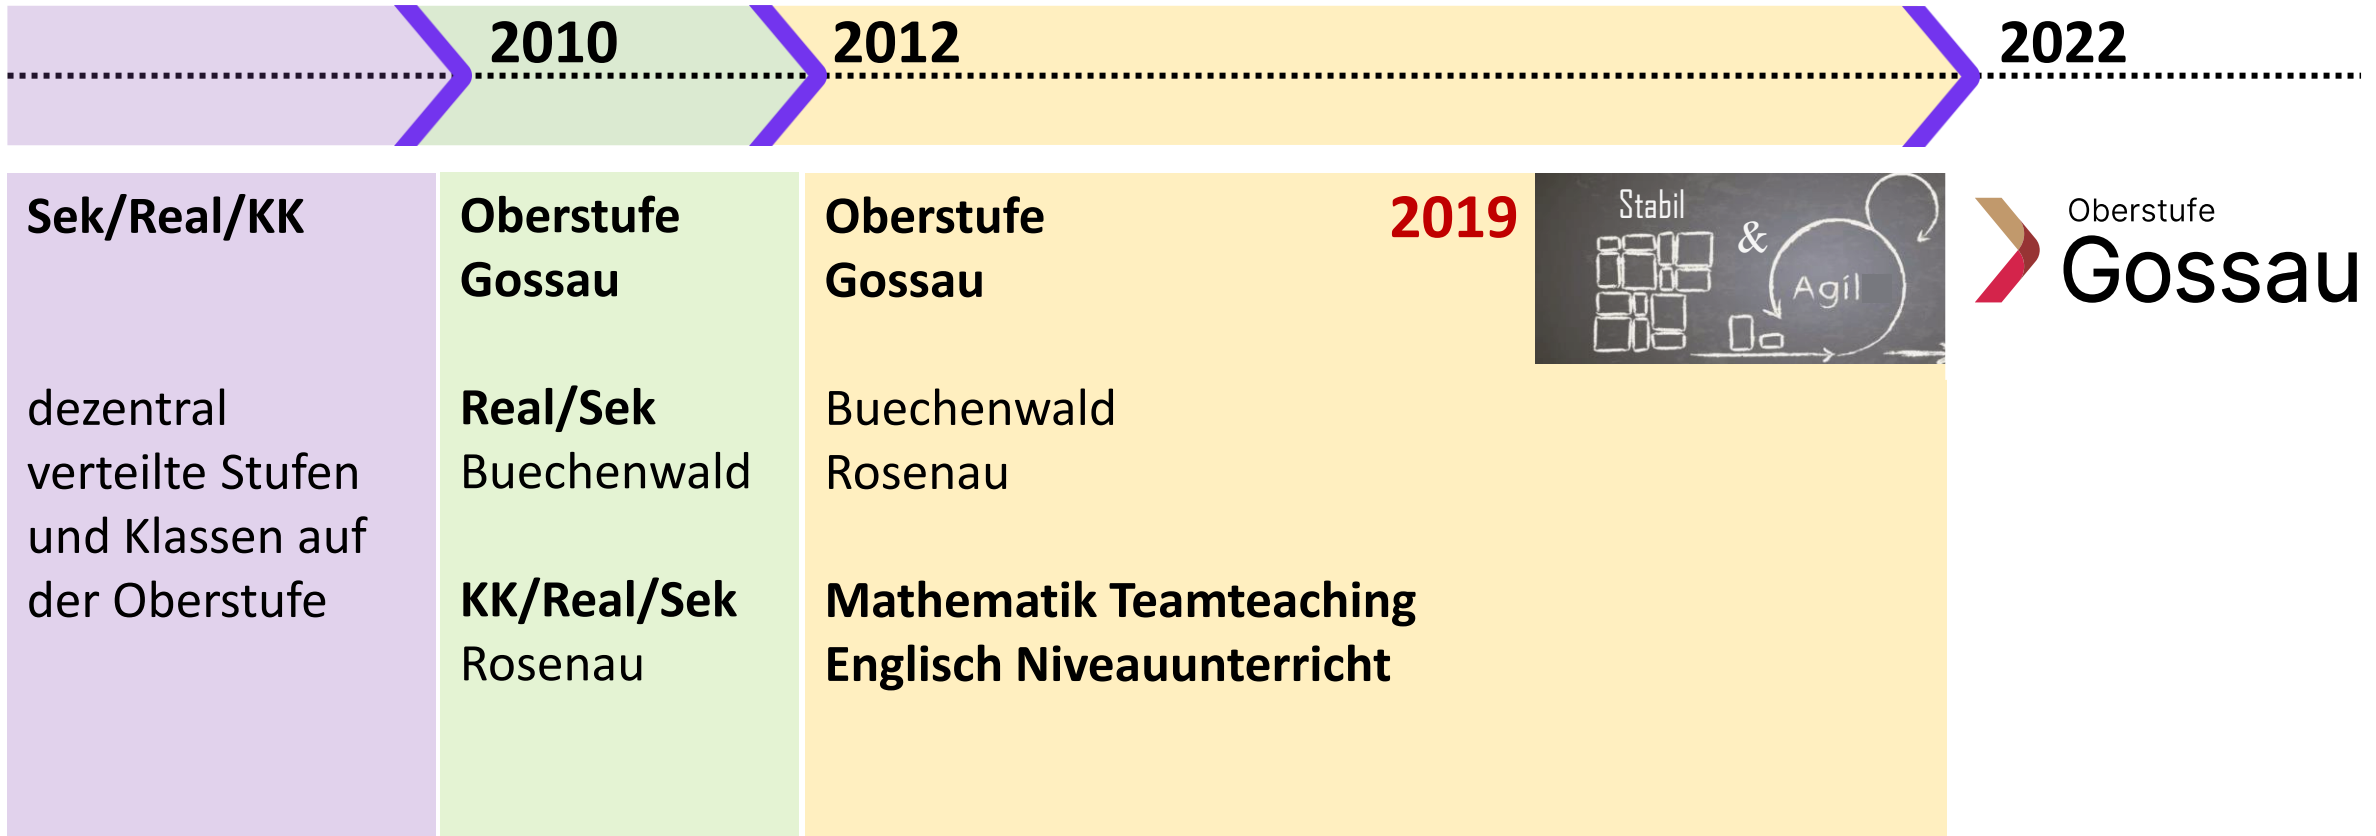 2010
2012
2022
Sek/Real/KK
dezentral
verteilte Stufen
und Klassen auf
der Oberstufe
Oberstufe
Gossau
Real/Sek
Buechenwald
KK/Real/Sek
Rosenau
Oberstufe
Gossau
2019
Buechenwald
Rosenau
Mathematik Teamteaching
Englisch Niveauunterricht
Stabil
&
Agil
Oberstufe
Gossau